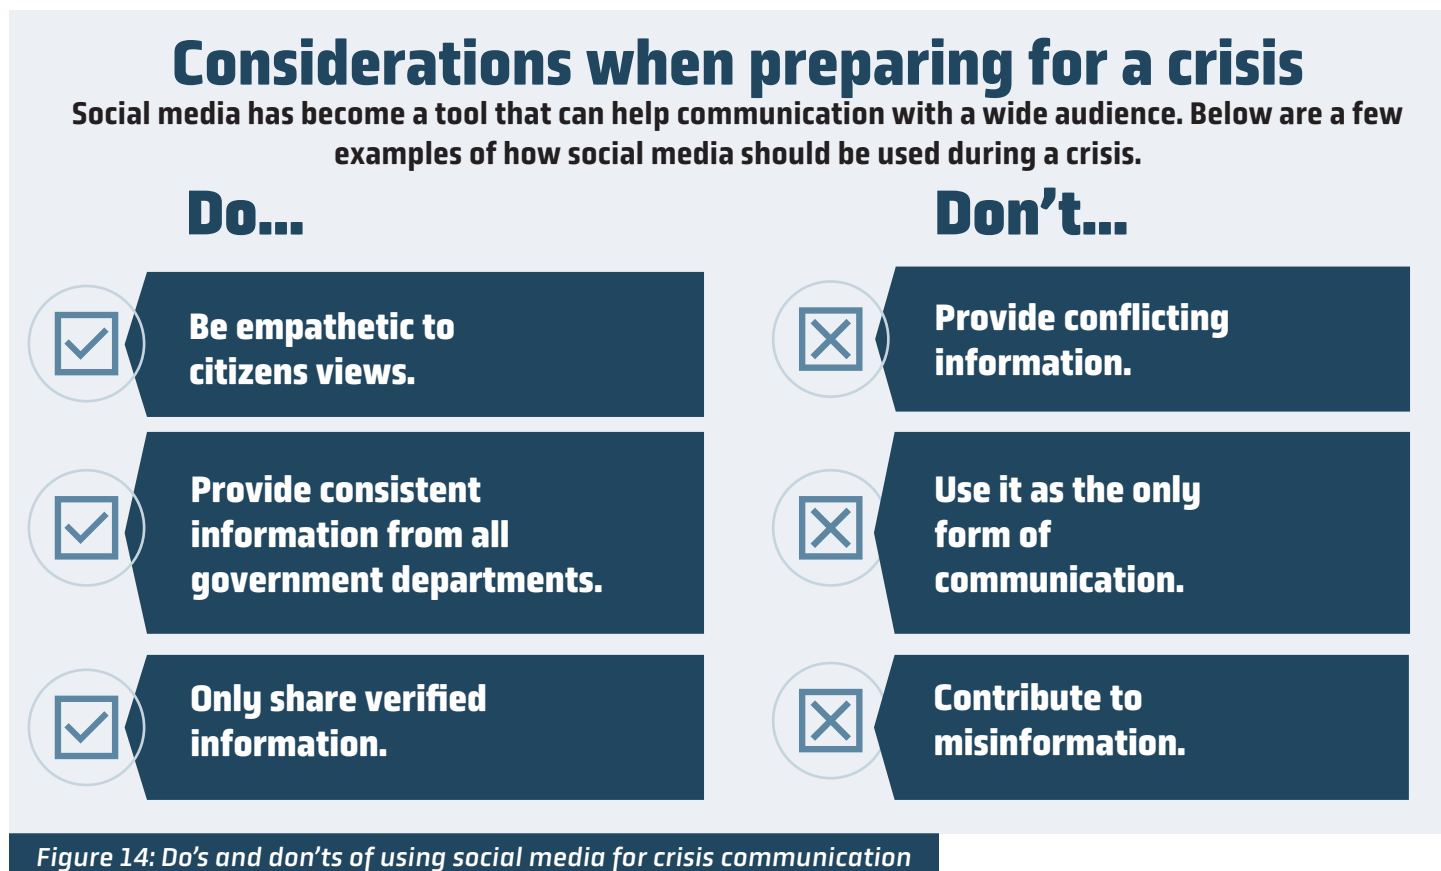 Considerations when preparing for a crisis
Social media has become a tool that can help communication with a wide audience. Below are a few
examples of how social media should be used during a crisis.
Do...
Be empathetic to
citizens views.
Provide consistent
information from all
government departments.
Only share verified
information.
Don’t...
Provide conflicting
information.
Use it as the only
form of
communication.
Contribute to
misinformation.
Figure 14: Do’s and don’ts of using social media for crisis communication